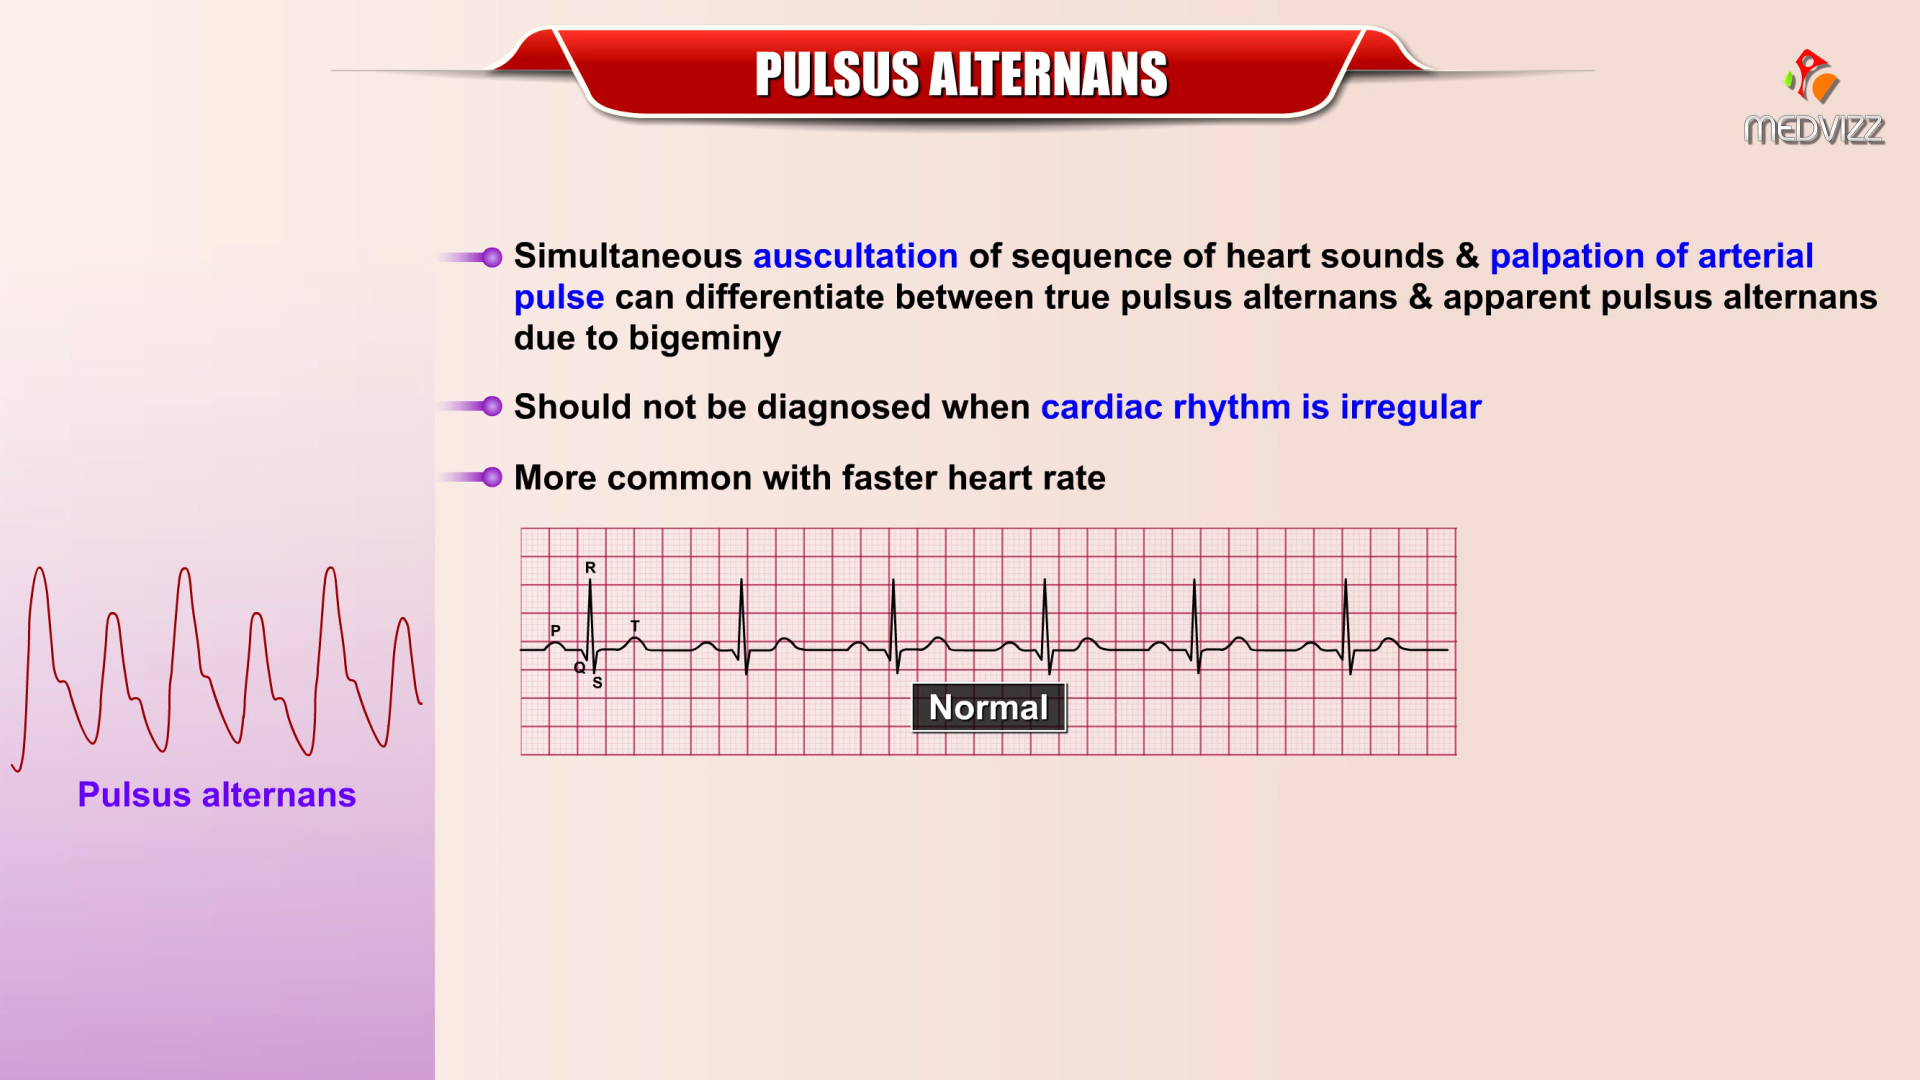 PULSUS ALTERNANS
MEDVIZZ
Simultaneous auscultation of sequence of heart sounds & palpation of arterial
pulse can differentiate between true pulsus alternans & apparent pulsus alternans
due to bigeminy
Should not be diagnosed when cardiac rhythm is irregular
More common with faster heart rate
R
P
T
Q
S
Normal
Pulsus alternans